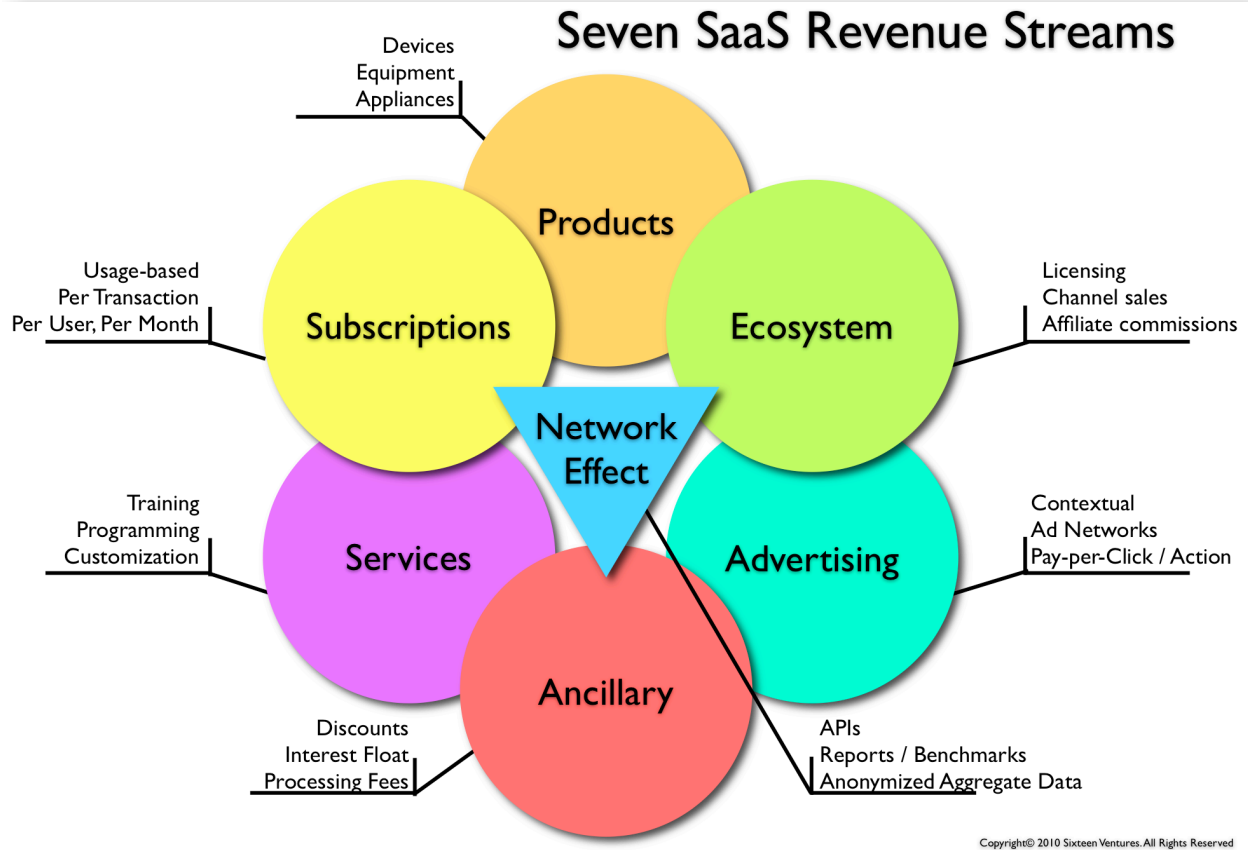 Seven SaaS Revenue Streams
Devices
Equipment
Appliances
Products
Subscriptions
Usage-based
Per Transaction
Per User, Per Month
Ecosystem
Licensing
Channel sales
Affiliate commissions
Network
Effect
Services
Training
Programming
Customization
Advertising
Contextual
Ad Networks
Pay-per-Click / Action
Ancillary
Discounts
Interest Float
Processing Fees
APIs
Reports / Benchmarks
Anonymized Aggregate Data
Copyright© 2010 Sixteen Ventures. All Rights Reserved